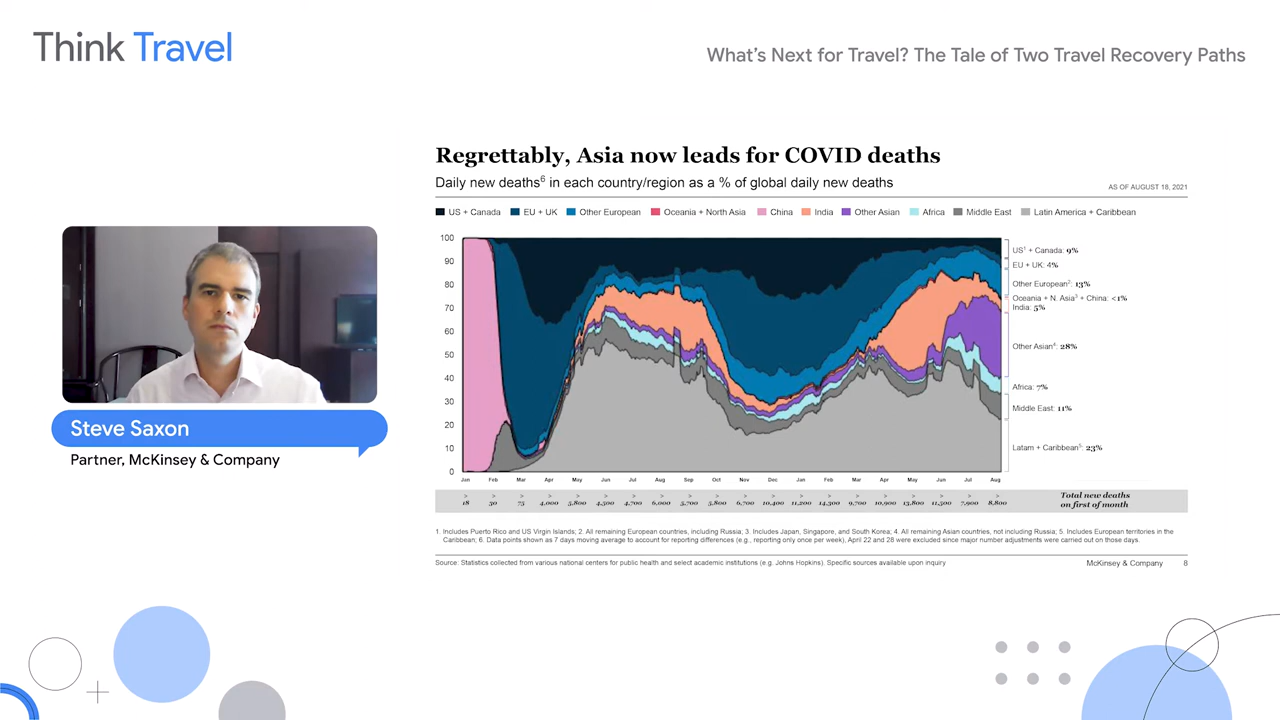 Think Travel
What's Next for Travel? The Tale of Two Travel Recovery Paths
Steve Saxon
Partner, McKinsey & Company
Regrettably, Asia now leads for COVID deaths
Daily new deaths6 in each country/region as a % of global daily new deaths
AS OF AUGUST 18, 2021
US + Canada EU + UK Other European Oceania + North Asia China India Other Asian Africa Middle East Latin America + Caribbean
100
90
80
70
60
50
40
30
20
10
0
US1 + Canada: 9%
EU + UK: 4%
Other European2: 13%
Oceania + N. Asia3 + China: <1%
India: 5%
Other Asian4: 28%
Africa: 7%
Middle East: 11%
Latam + Caribbean5: 23%
Jan Feb Mar Apr May Jun Jul Aug Sep Oct Nov Dec Jan Feb Mar Apr May Jun Jul Aug
> > > > > > > > > > > > > > > > > > > >
18 50 75 4,000 5,800 4,500 4,700 6,000 5,700 5,800 6,700 10,400 11,200 14,300 9,700 10,900 13,800 11,500 7,900 8,800
Total new deaths
on first of month
1. Includes Puerto Rico and US Virgin Islands; 2. All remaining European countries, including Russia; 3. Includes Japan, Singapore, and South Korea; 4. All remaining Asian countries, not including Russia; 5. Includes European territories in the
Caribbean; 6. Data points shown as 7 days moving average to account for reporting differences (e.g., reporting only once per week), April 22 and 28 were excluded since major number adjustments were carried out on those days.
Source: Statistics collected from various national centers for public health and select academic institutions (e.g. Johns Hopkins). Specific sources available upon inquiry
McKinsey & Company 8